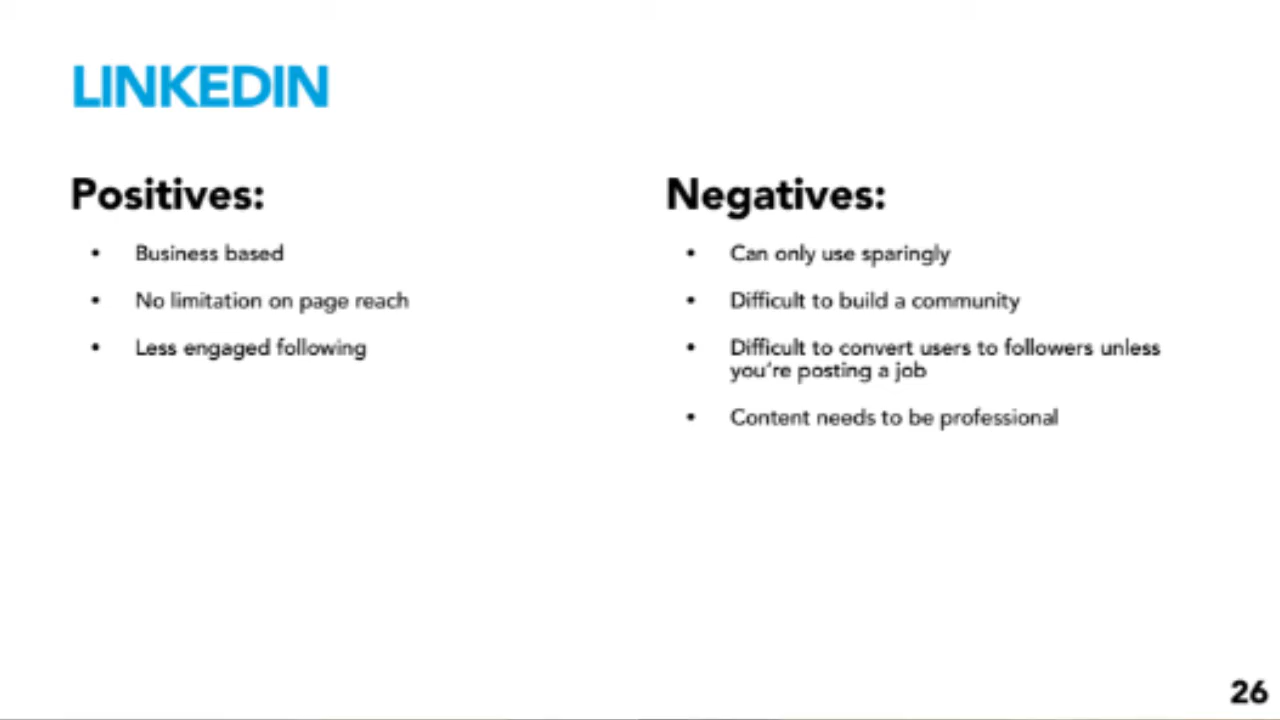 LINKEDIN
Positives:
• Business based
• No limitation on page reach
• Less engaged following
Negatives:
• Can only use sparingly
• Difficult to build a community
• Difficult to convert users to followers unless
you're posting a job
• Content needs to be professional
26